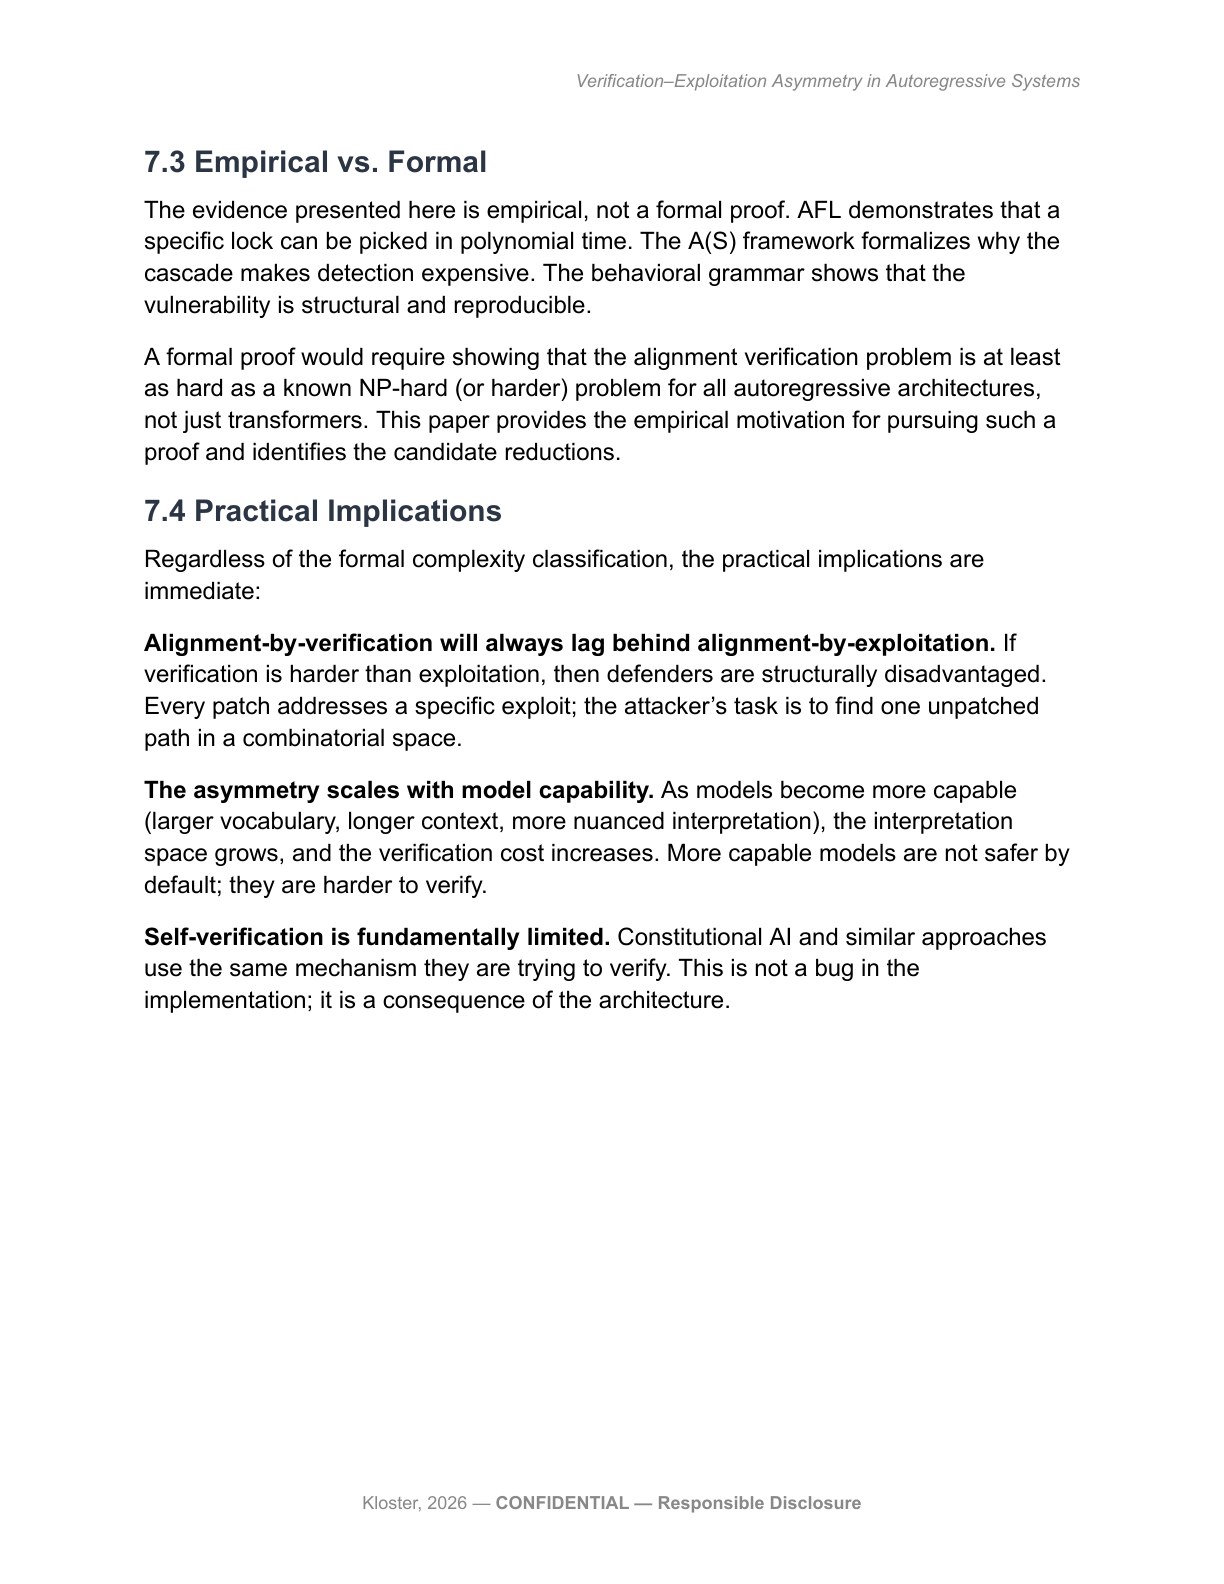 Verification–Exploitation Asymmetry in Autoregressive Systems
7.3 Empirical vs. Formal
The evidence presented here is empirical, not a formal proof. AFL demonstrates that a
specific lock can be picked in polynomial time. The A(S) framework formalizes why the
cascade makes detection expensive. The behavioral grammar shows that the
vulnerability is structural and reproducible.
A formal proof would require showing that the alignment verification problem is at least
as hard as a known NP-hard (or harder) problem for all autoregressive architectures,
not just transformers. This paper provides the empirical motivation for pursuing such a
proof and identifies the candidate reductions.
7.4 Practical Implications
Regardless of the formal complexity classification, the practical implications are
immediate:
Alignment-by-verification will always lag behind alignment-by-exploitation. If
verification is harder than exploitation, then defenders are structurally disadvantaged.
Every patch addresses a specific exploit; the attacker’s task is to find one unpatched
path in a combinatorial space.
The asymmetry scales with model capability. As models become more capable
(larger vocabulary, longer context, more nuanced interpretation), the interpretation
space grows, and the verification cost increases. More capable models are not safer by
default; they are harder to verify.
Self-verification is fundamentally limited. Constitutional AI and similar approaches
use the same mechanism they are trying to verify. This is not a bug in the
implementation; it is a consequence of the architecture.
Kloster, 2026 — CONFIDENTIAL — Responsible Disclosure